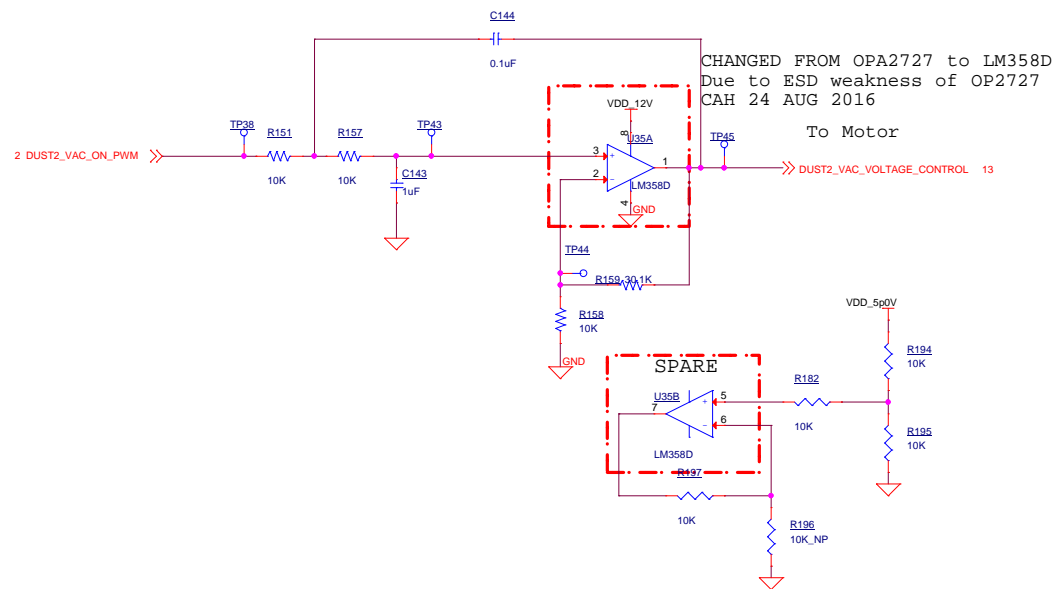 C144
0.1uF
CHANGED FROM OPA2727 to LM358D
Due to ESD weakness of OP2727
CAH 24 AUG 2016
To Motor
VDD_12V
TP38
R151
R157
TP43
8
U35A
TP45
2 DUST2_VAC_ON_PWM
3
+
1
DUST2_VAC_VOLTAGE_CONTROL 13
10K
10K
C143
1uF
2
−
LM358D
4
GND
TP44
R159 30.1K
R158
10K
GND
VDD_5p0V
R194
10K
SPARE
R182
10K
U35B
7
+
5
−
6
LM358D
R195
10K
R197
10K
R196
10K_NP